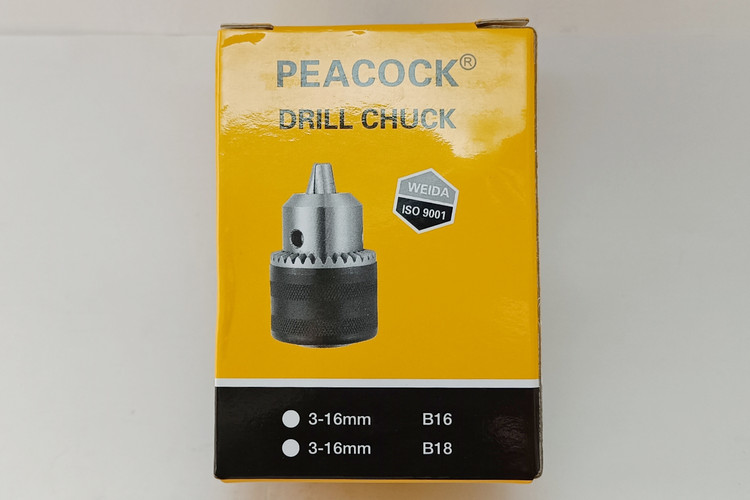 PEACOCK®
DRILL CHUCK
WEIDA
ISO 9001
3-16mm B16
3-16mm B18